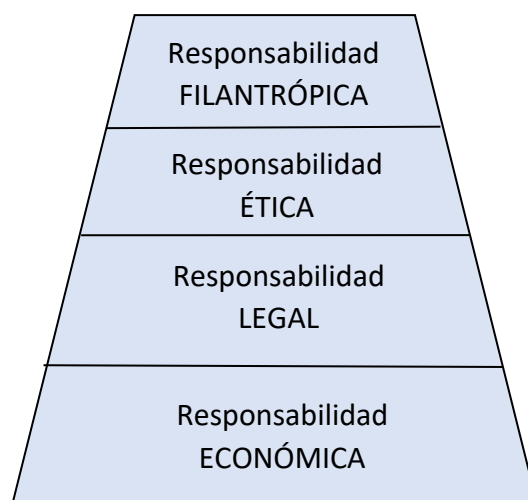 Responsabilidad
FILANTRÓPICA
Responsabilidad
ÉTICA
Responsabilidad
LEGAL
Responsabilidad
ECONÓMICA